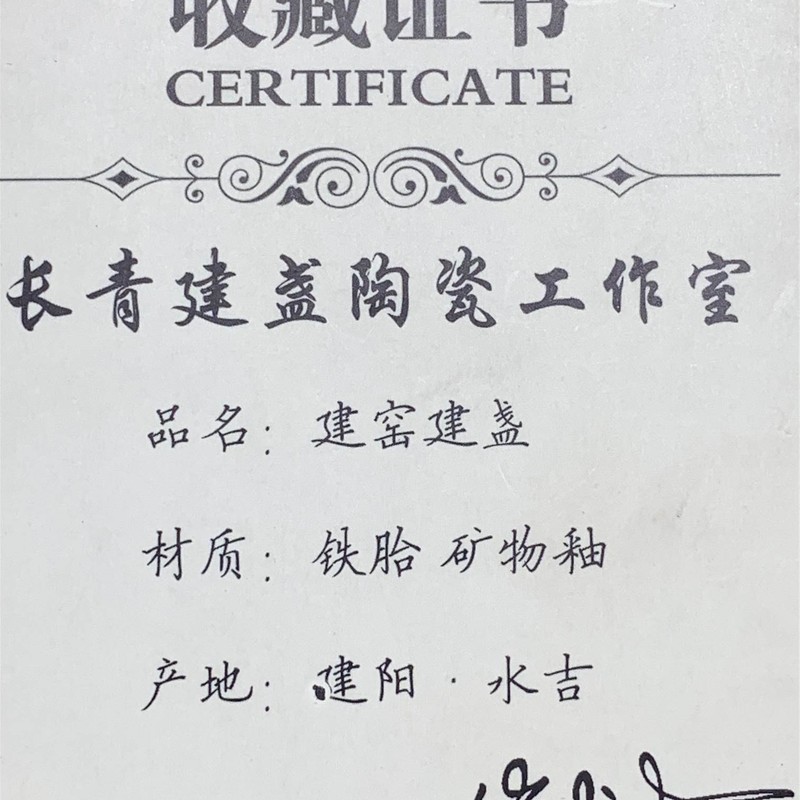 收藏证书
CERTIFICATE
长青建盏陶瓷工作室
品名：建窑建盏
材质：铁胎 矿物釉
产地：建阳·水吉